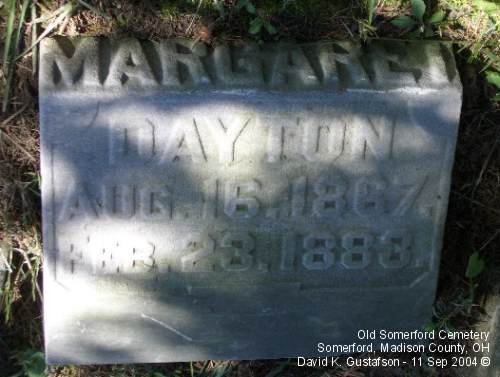 MARGARET
DAYTON
AUG. 16. 1867.
FEB. 23. 1883.
Old Somerford Cemetery
Somerford, Madison County, OH
David K. Gustafson - 11 Sep 2004 ©